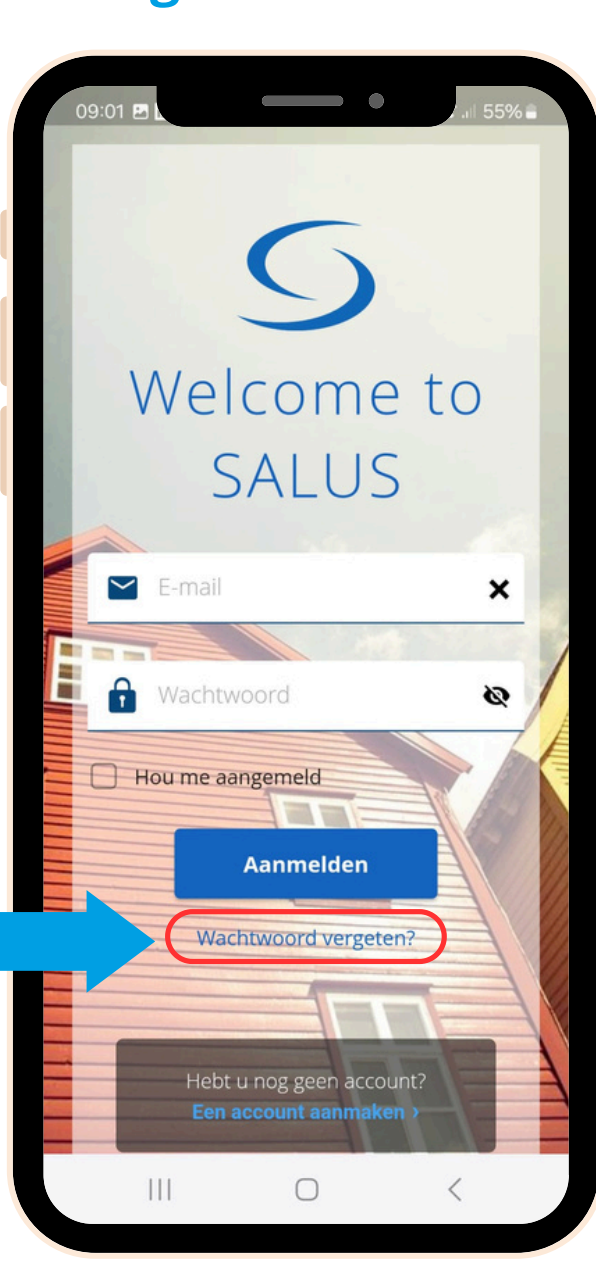 09:01
55%
Welcome to
SALUS
E-mail
Wachtwoord
Hou me aangemeld
Aanmelden
Wachtwoord vergeten?
Hebt u nog geen account?
Een account aanmaken ›